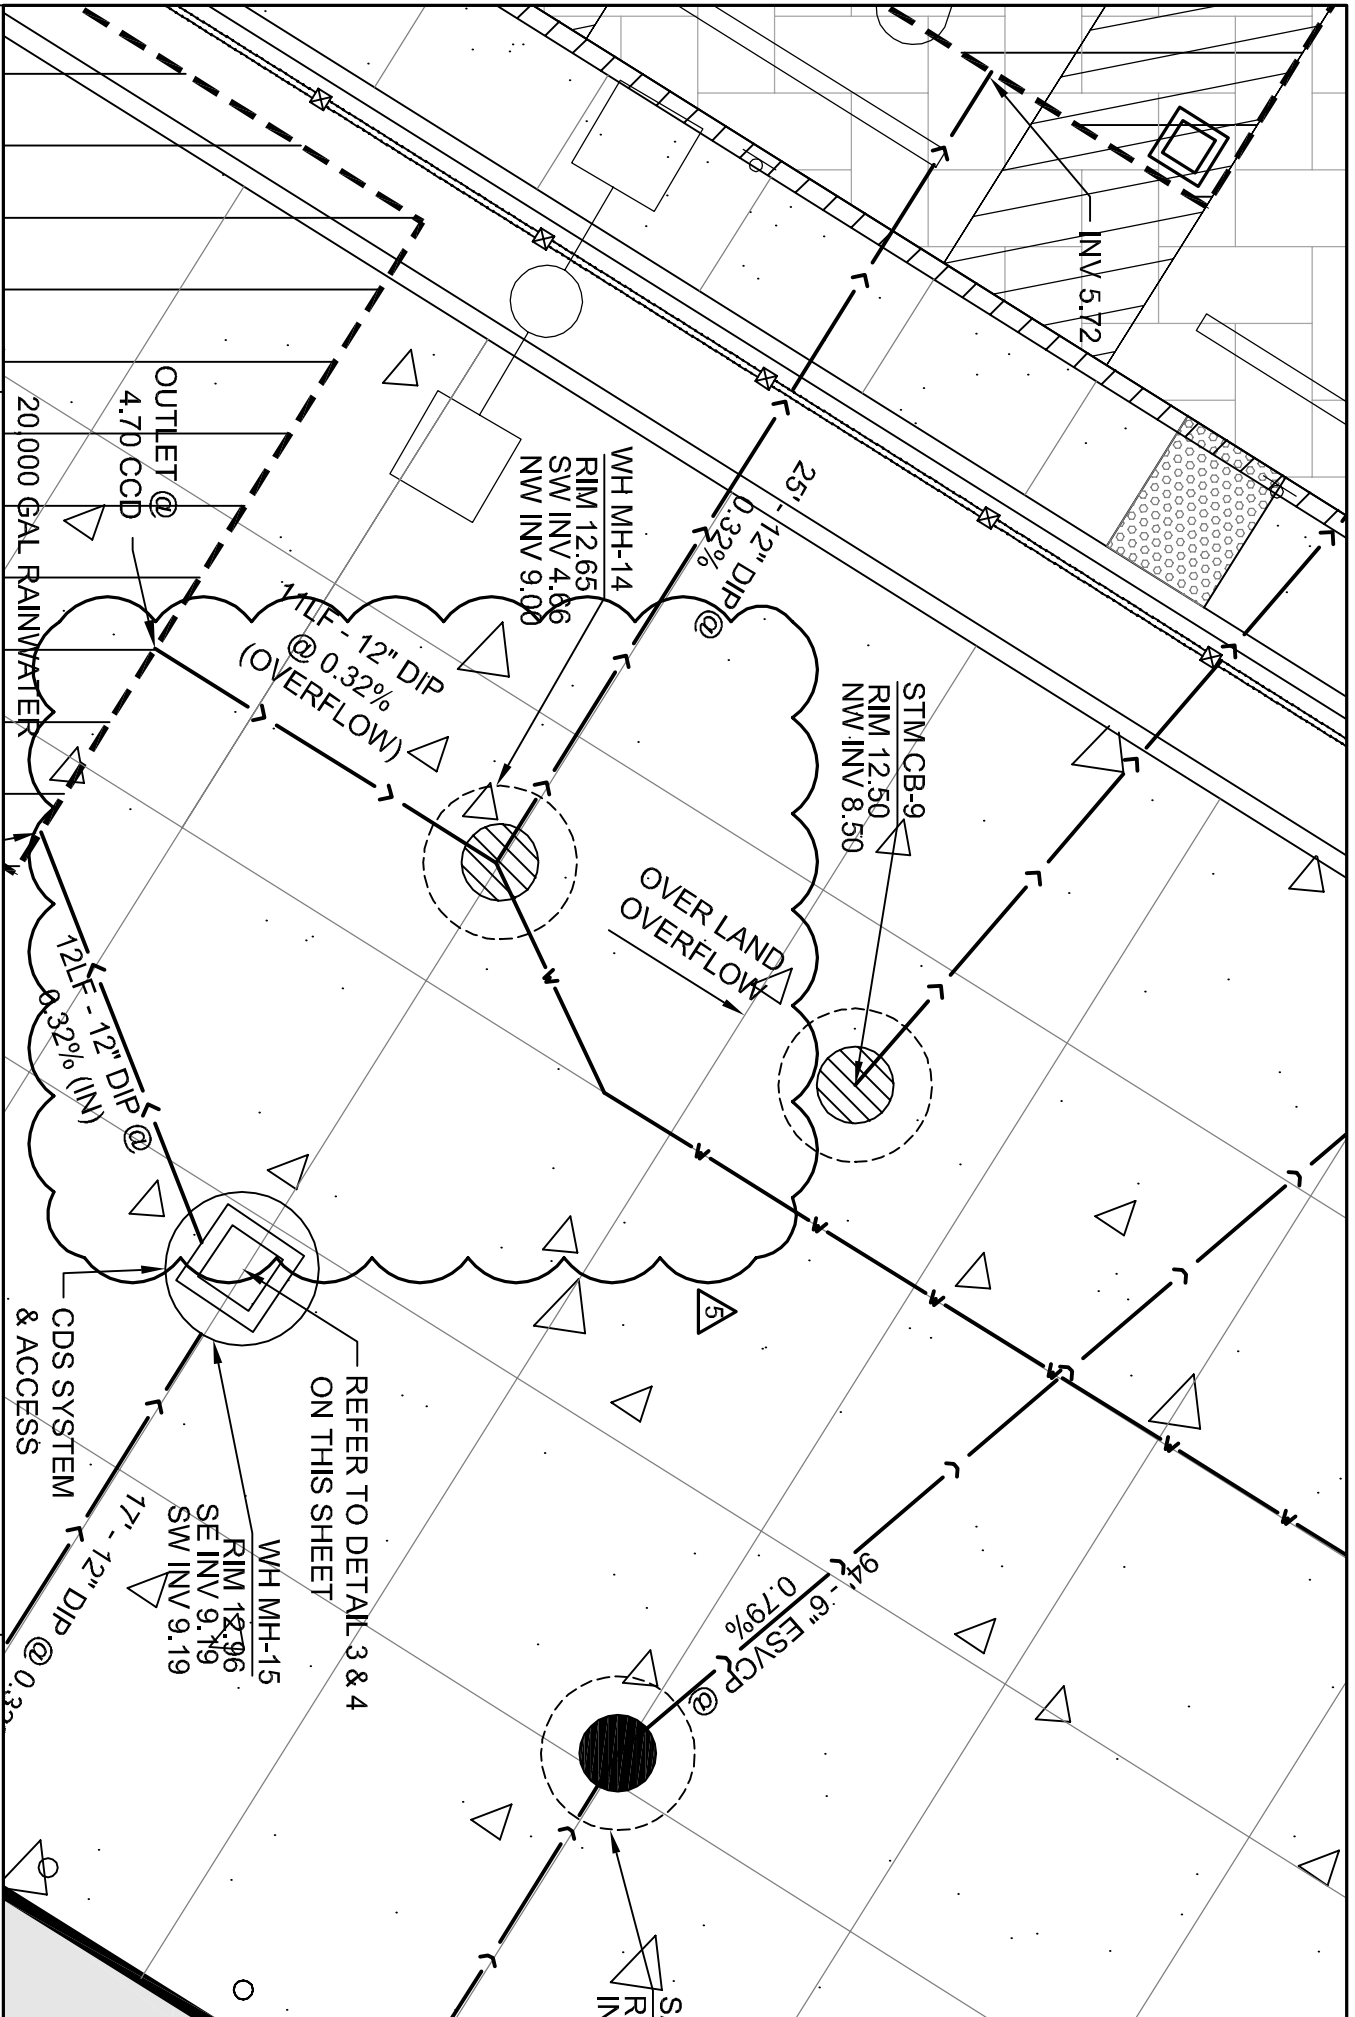 INV 5.72
OUTLET @
4.70 CCD
20,000 GAL RAINWATER
WH MH-14
RIM 12.65
SW INV 4.66
NW INV 9.00
25' - 12" DIP @
0.32%
11LF - 12" DIP
@ 0.32%
(OVERFLOW)
STM CB-9
RIM 12.50
NW INV 8.50
OVER LAND
OVERFLOW
12LF - 12" DIP @
0.32% (IN)
5
CDS SYSTEM
& ACCESS
REFER TO DETAIL 3 & 4
ON THIS SHEET
WH MH-15
RIM 12.96
SE INV 9.19
SW INV 9.19
17' - 12" DIP @ 0.32
94' - 6" ESVCP @
0.79%
S
R
IN